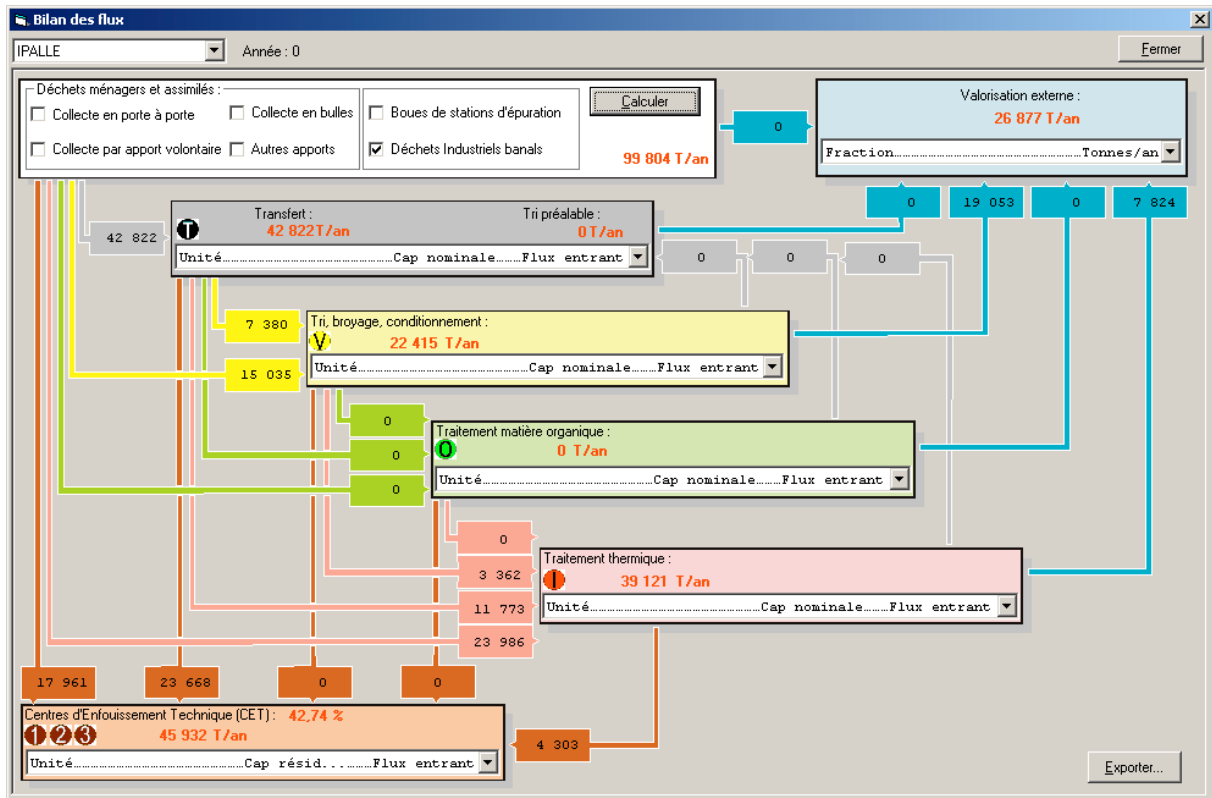 Bilan des flux
IPALLE
Année : 0
Fermer
Déchets ménagers et assimilés :
Collecte en porte à porte
Collecte en bulles
Boues de stations d'épuration
Calculer
Collecte par apport volontaire
Autres apports
Déchets Industriels banals
99 804 T/an
0
Valorisation externe :
26 877 T/an
Fraction.......Tonnes/an
0
19 053
0
7 824
42 822
T
Transfert :
42 822T/an
Tri préalable :
0T/an
Unité.......Cap nominale.......Flux entrant
0
0
0
7 380
15 035
Tri, broyage, conditionnement :
V
22 415 T/an
Unité.......Cap nominale.......Flux entrant
0
0
0
Traitement matière organique :
O
0 T/an
Unité.......Cap nominale.......Flux entrant
0
3 362
11 773
23 986
Traitement thermique :
I
39 121 T/an
Unité.......Cap nominale.......Flux entrant
17 961
23 668
0
0
Centres d'Enfouissement Technique (CET) : 42,74 %
1 2 3
45 932 T/an
Unité.......Cap résid.......Flux entrant
4 303
Exporter...